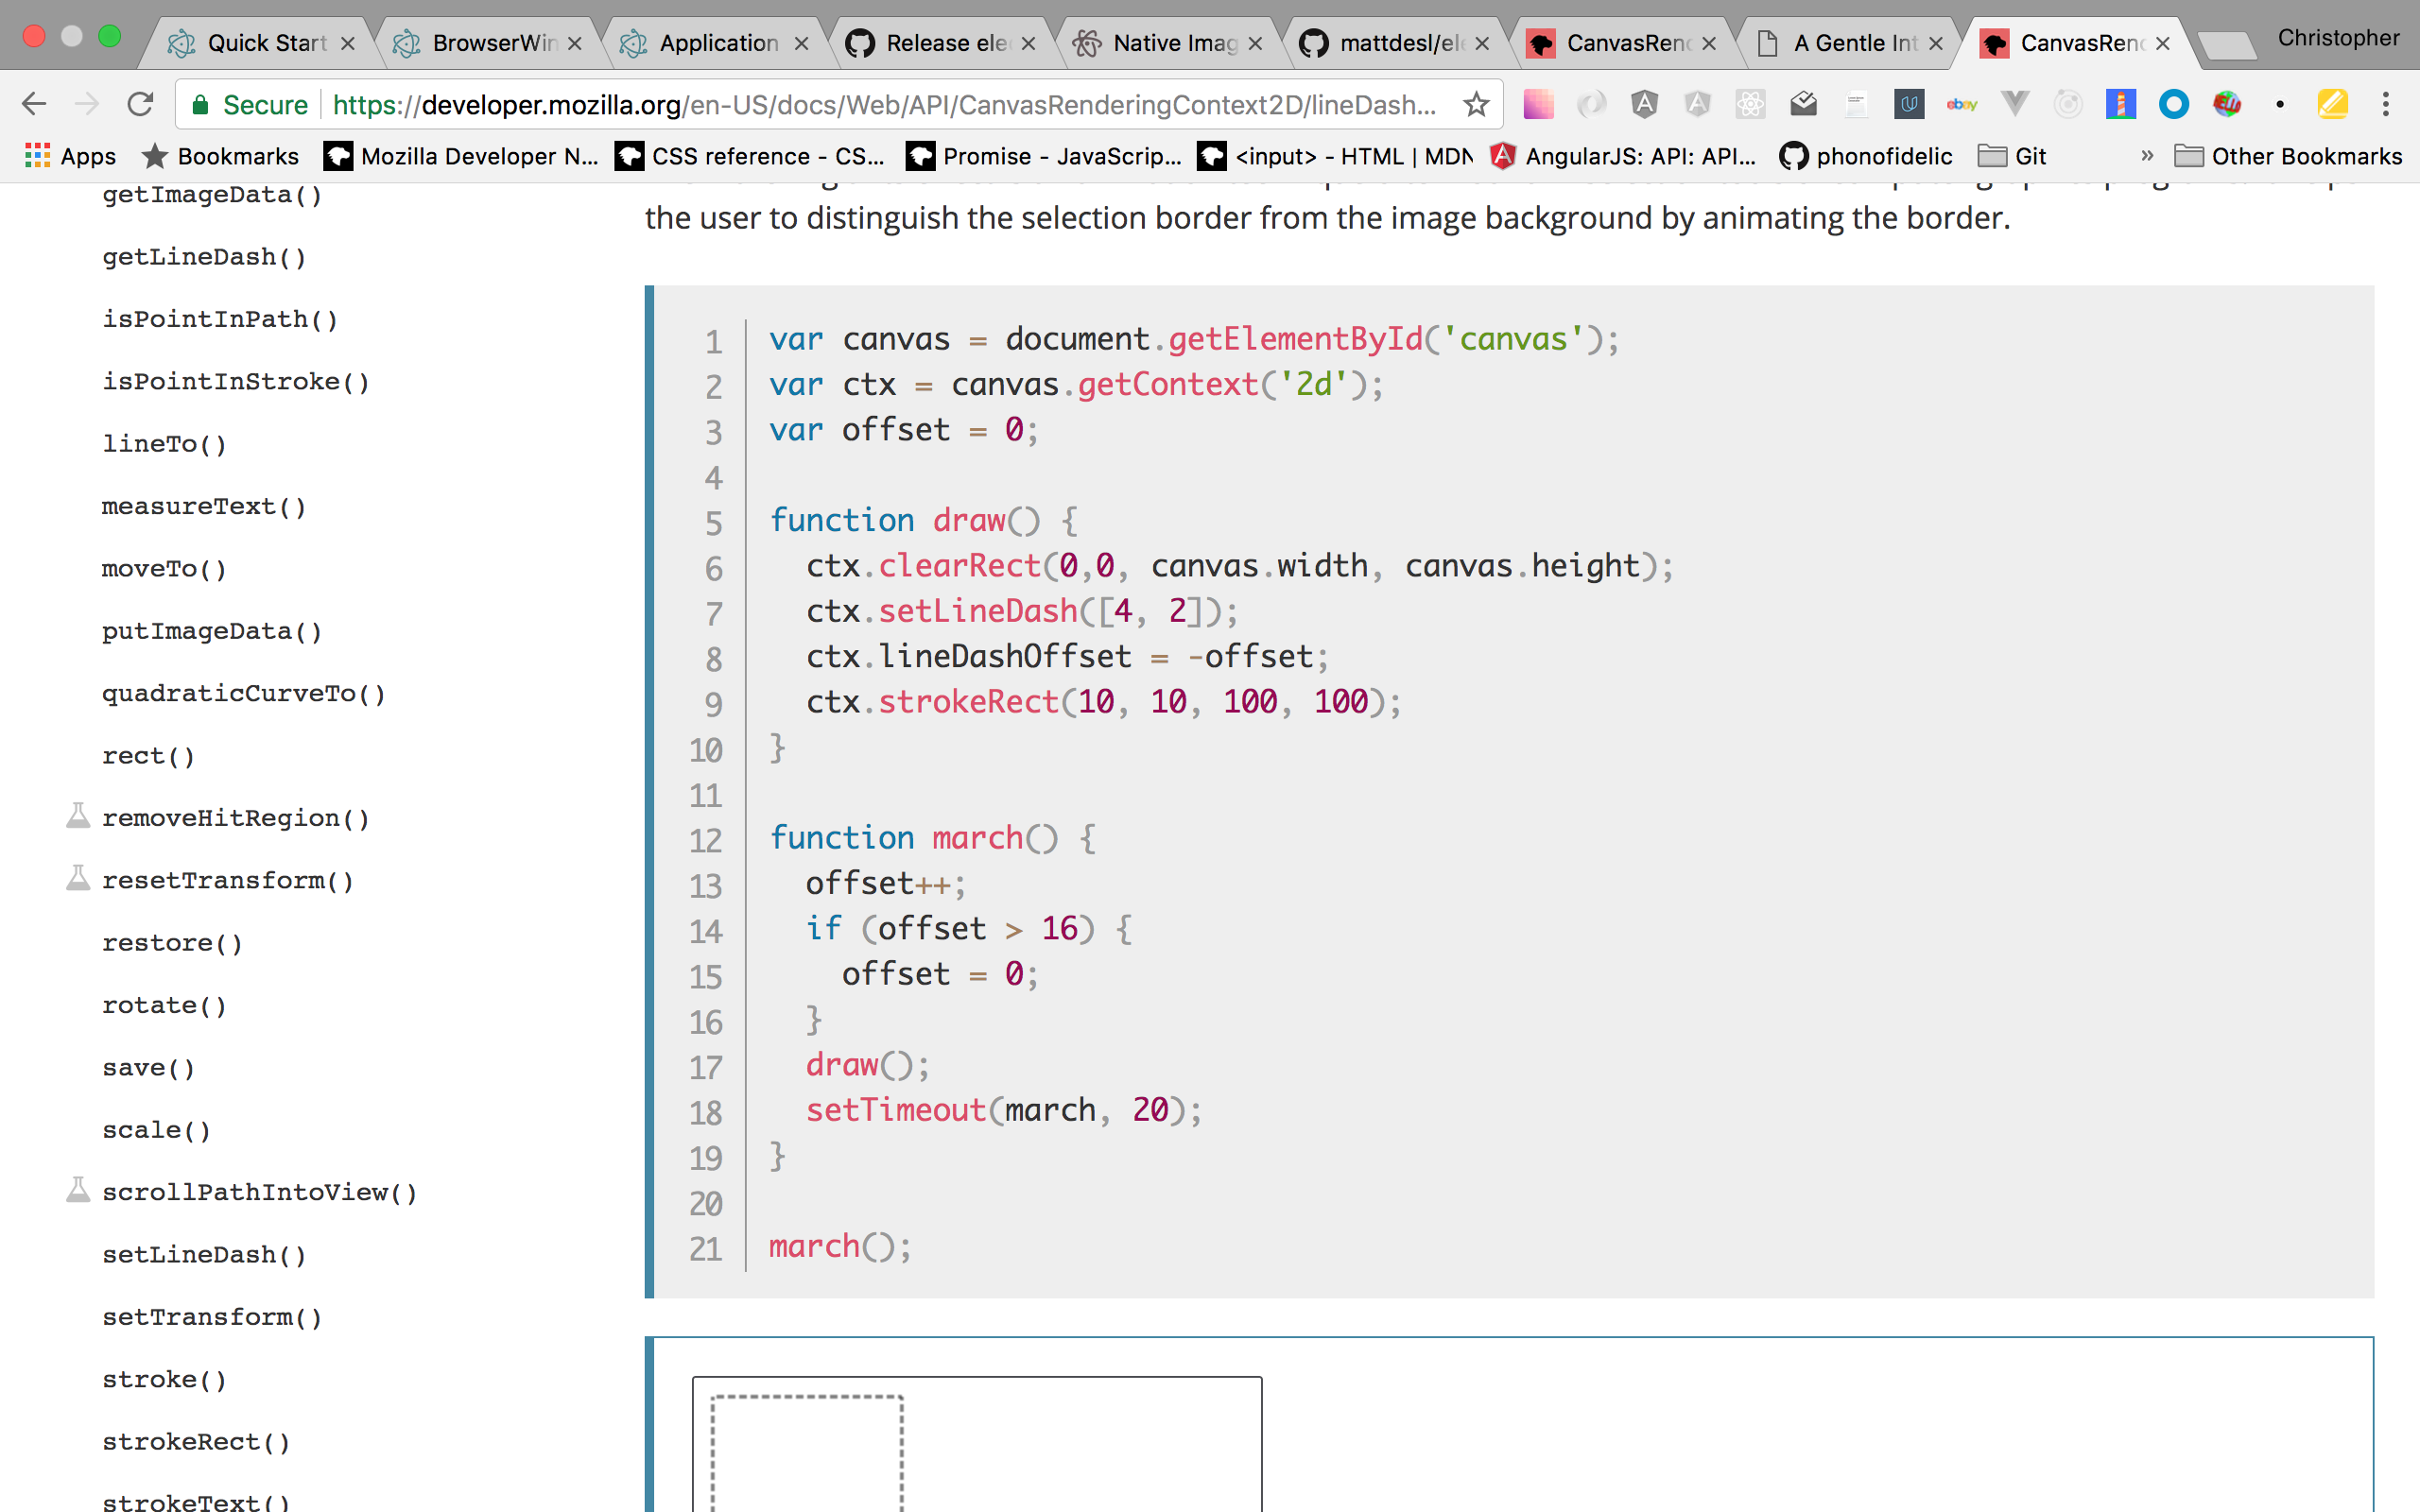 Quick Start
BrowserWin
Application
Release ele
Native Imag
mattdesl/ele
CanvasRend
A Gentle Int
CanvasRend
Christopher
Secure
https://developer.mozilla.org/en-US/docs/Web/API/CanvasRenderingContext2D/lineDash...
ebay
Apps
Bookmarks
Mozilla Developer N...
CSS reference - CS...
Promise - JavaScrip...
<input> - HTML | MDN
AngularJS: API: API...
phonofidelic
Git
»
Other Bookmarks
getImageData()
getLineDash()
isPointInPath()
isPointInStroke()
lineTo()
measureText()
moveTo()
putImageData()
quadraticCurveTo()
rect()
removeHitRegion()
resetTransform()
restore()
rotate()
save()
scale()
scrollPathIntoView()
setLineDash()
setTransform()
stroke()
strokeRect()
strokeText()
the user to distinguish the selection border from the image background by animating the border.
1 var canvas = document.getElementById('canvas');
2 var ctx = canvas.getContext('2d');
3 var offset = 0;
4
5 function draw() {
6   ctx.clearRect(0,0, canvas.width, canvas.height);
7   ctx.setLineDash([4, 2]);
8   ctx.lineDashOffset = -offset;
9   ctx.strokeRect(10, 10, 100, 100);
10 }
11
12 function march() {
13   offset++;
14   if (offset > 16) {
15     offset = 0;
16   }
17   draw();
18   setTimeout(march, 20);
19 }
20
21 march();